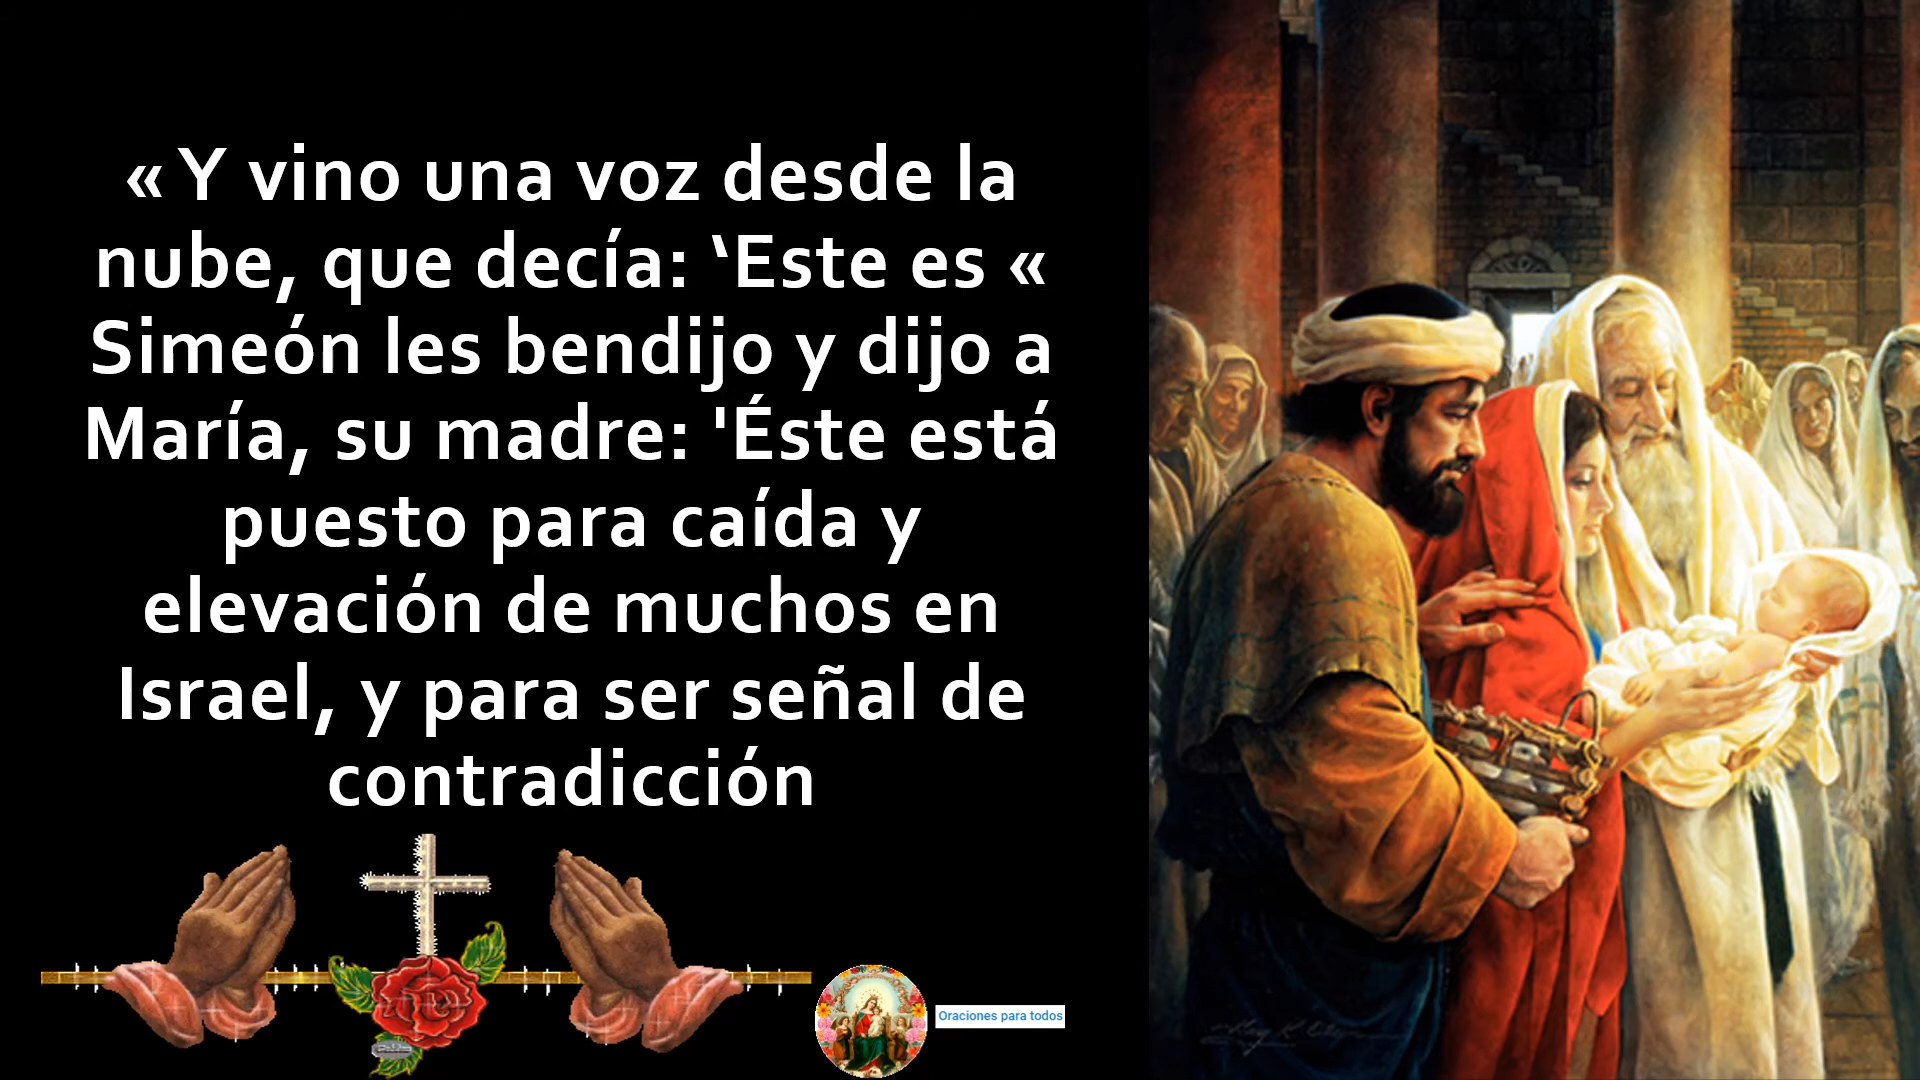 « Y vino una voz desde la
nube, que decía: ‘Este es «
Simeón les bendijo y dijo a
María, su madre: 'Éste está
puesto para caída y
elevación de muchos en
Israel, y para ser señal de
contradicción
Oraciones para todos